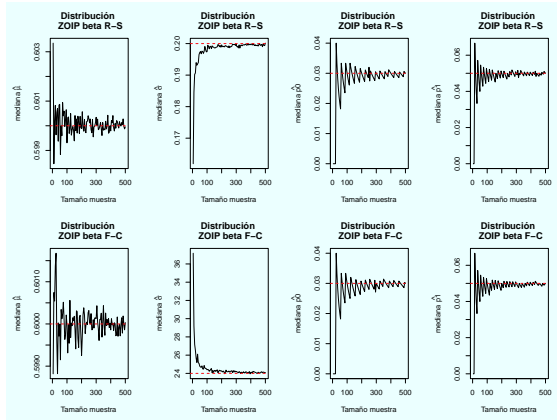 Distribución
ZOIP beta R−S
Distribución
ZOIP beta R−S
Distribución
ZOIP beta R−S
Distribución
ZOIP beta R−S
mediana μ̂
0.599 0.601 0.603
0 100 300 500
Tamaño muestra
mediana σ̂
0.17 0.18 0.19 0.20
0 100 300 500
Tamaño muestra
mediana p̂0
0.00 0.01 0.02 0.03 0.04
0 100 300 500
Tamaño muestra
mediana p̂1
0.00 0.02 0.04 0.06
0 100 300 500
Tamaño muestra
Distribución
ZOIP beta F−C
Distribución
ZOIP beta F−C
Distribución
ZOIP beta F−C
Distribución
ZOIP beta F−C
mediana μ̂
0.5990 0.6000 0.6010
0 100 300 500
Tamaño muestra
mediana σ̂
24 26 28 30 32 34 36
0 100 300 500
Tamaño muestra
mediana p̂0
0.00 0.01 0.02 0.03 0.04
0 100 300 500
Tamaño muestra
mediana p̂1
0.00 0.02 0.04 0.06
0 100 300 500
Tamaño muestra